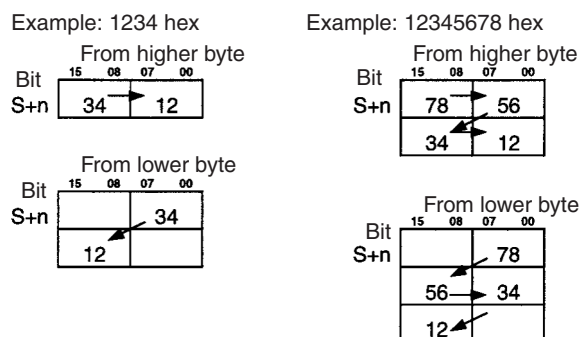 Example: 1234 hex
From higher byte
Bit 15 08 07 00
S+n 34 12
From lower byte
Bit 15 08 07 00
S+n 34
12
Example: 12345678 hex
From higher byte
Bit 15 08 07 00
S+n 78 56
34 12
From lower byte
Bit 15 08 07 00
S+n 78
56 34
12